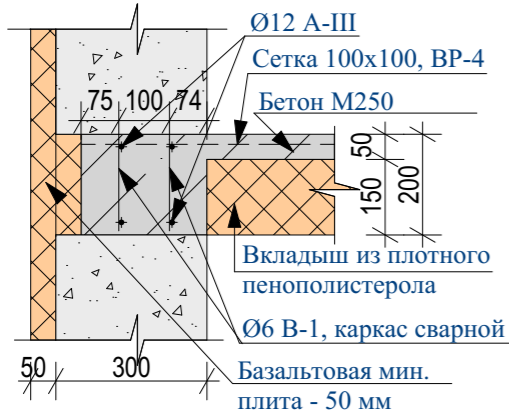 Ø12 А-III
Сетка 100х100, ВР-4
75 100 74
Бетон М250
50
150
200
Вкладыш из плотного
пенополистерола
Ø6 В-1, каркас сварной
50 300
Базальтовая мин.
плита - 50 мм